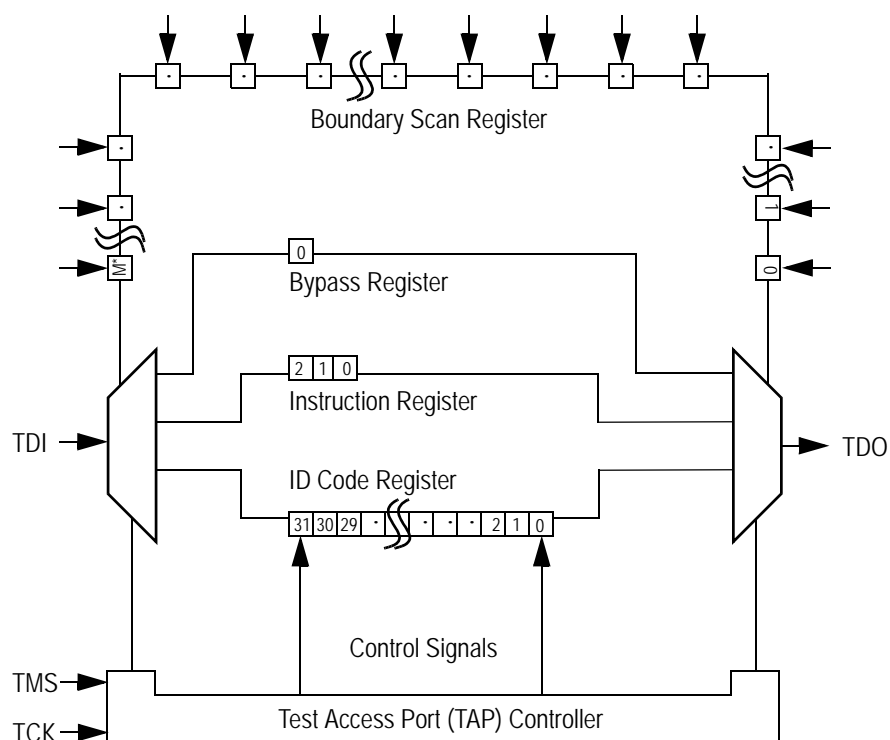 · · · · · · · ·
Boundary Scan Register
· ·
· 1
M* 0
0
Bypass Register
2 1 0
Instruction Register
TDI TDO
ID Code Register
31 30 29 · · · · 2 1 0
Control Signals
TMS
Test Access Port (TAP) Controller
TCK